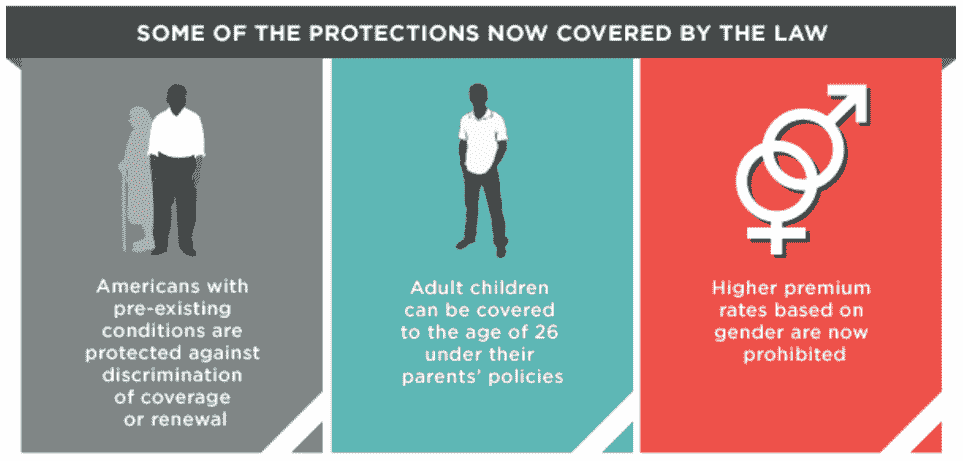 SOME OF THE PROTECTIONS NOW COVERED BY THE LAW
Americans with
pre-existing
conditions are
protected against
discrimination
of coverage
or renewal
Adult children
can be covered
to the age of 26
under their
parents' policies
Higher premium
rates based on
gender are now
prohibited